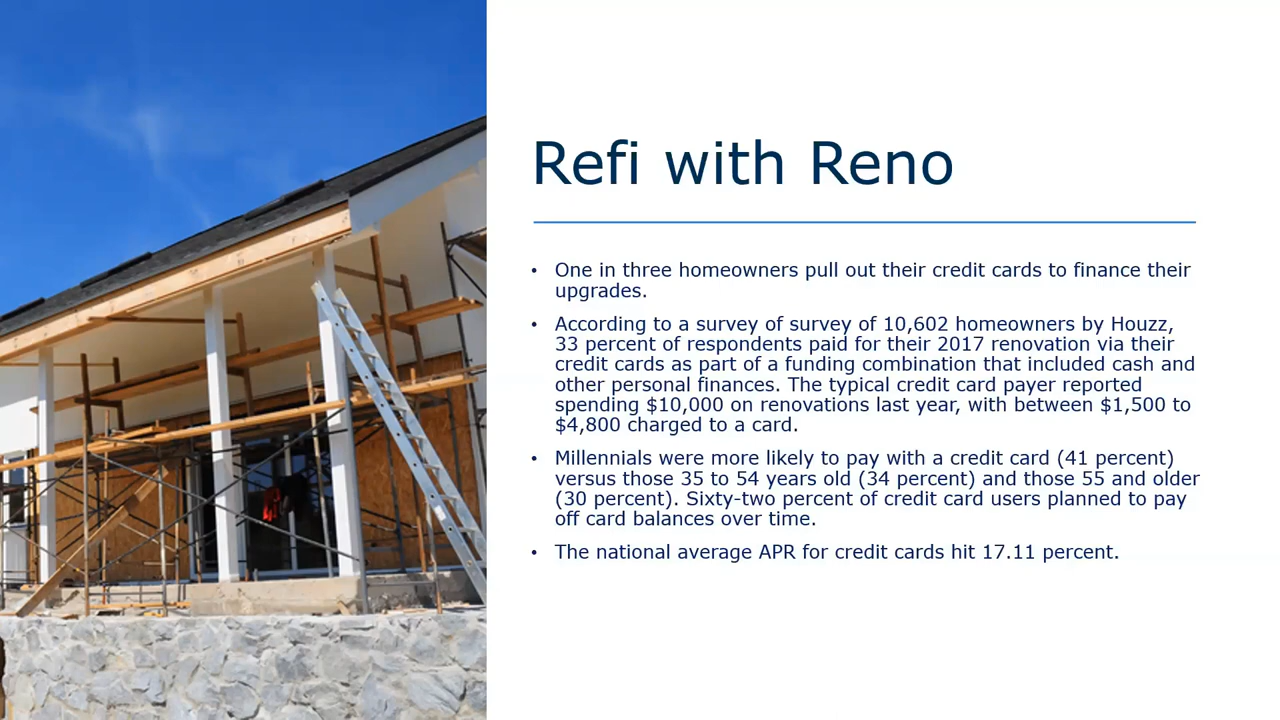 Refi with Reno
• One in three homeowners pull out their credit cards to finance their
upgrades.
• According to a survey of survey of 10,602 homeowners by Houzz,
33 percent of respondents paid for their 2017 renovation via their
credit cards as part of a funding combination that included cash and
other personal finances. The typical credit card payer reported
spending $10,000 on renovations last year, with between $1,500 to
$4,800 charged to a card.
• Millennials were more likely to pay with a credit card (41 percent)
versus those 35 to 54 years old (34 percent) and those 55 and older
(30 percent). Sixty-two percent of credit card users planned to pay
off card balances over time.
• The national average APR for credit cards hit 17.11 percent.